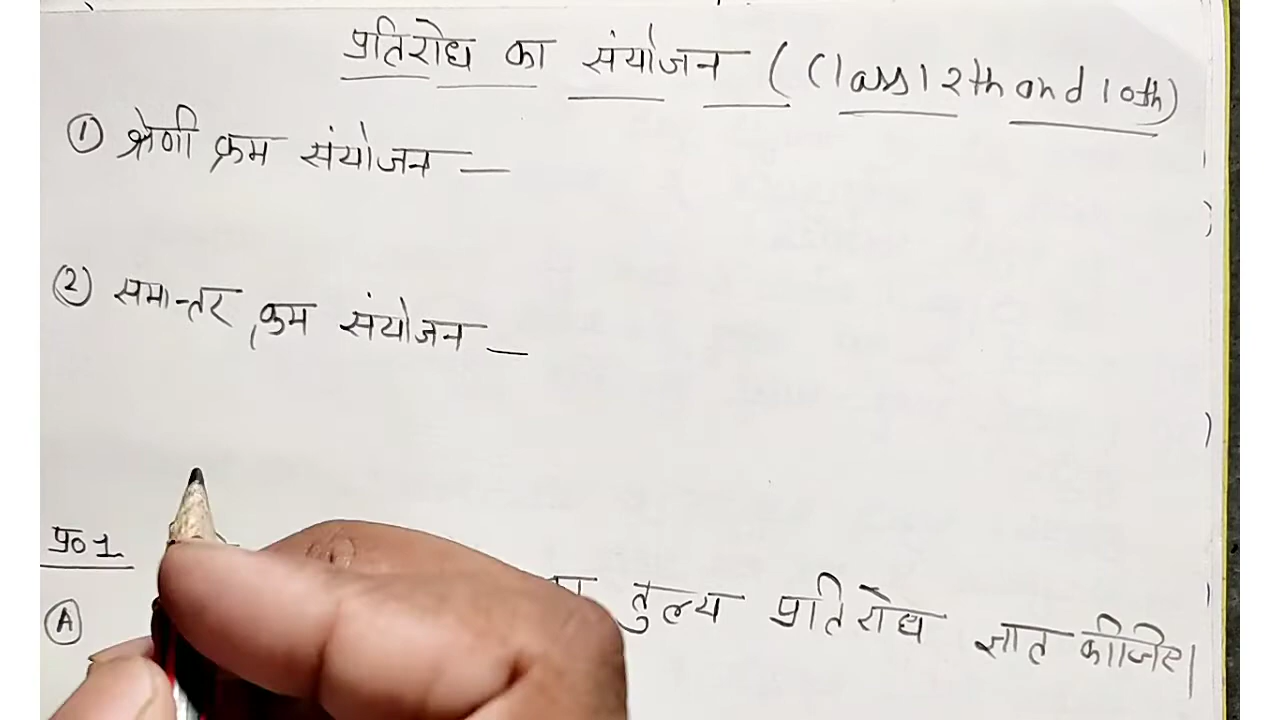 प्रतिरोध का संयोजन (Class 12th and 10th)
① श्रेणी क्रम संयोजन —
② समान्तर क्रम संयोजन —
प्र० 1
तुल्य प्रतिरोध ज्ञात कीजिए।
Ⓐ